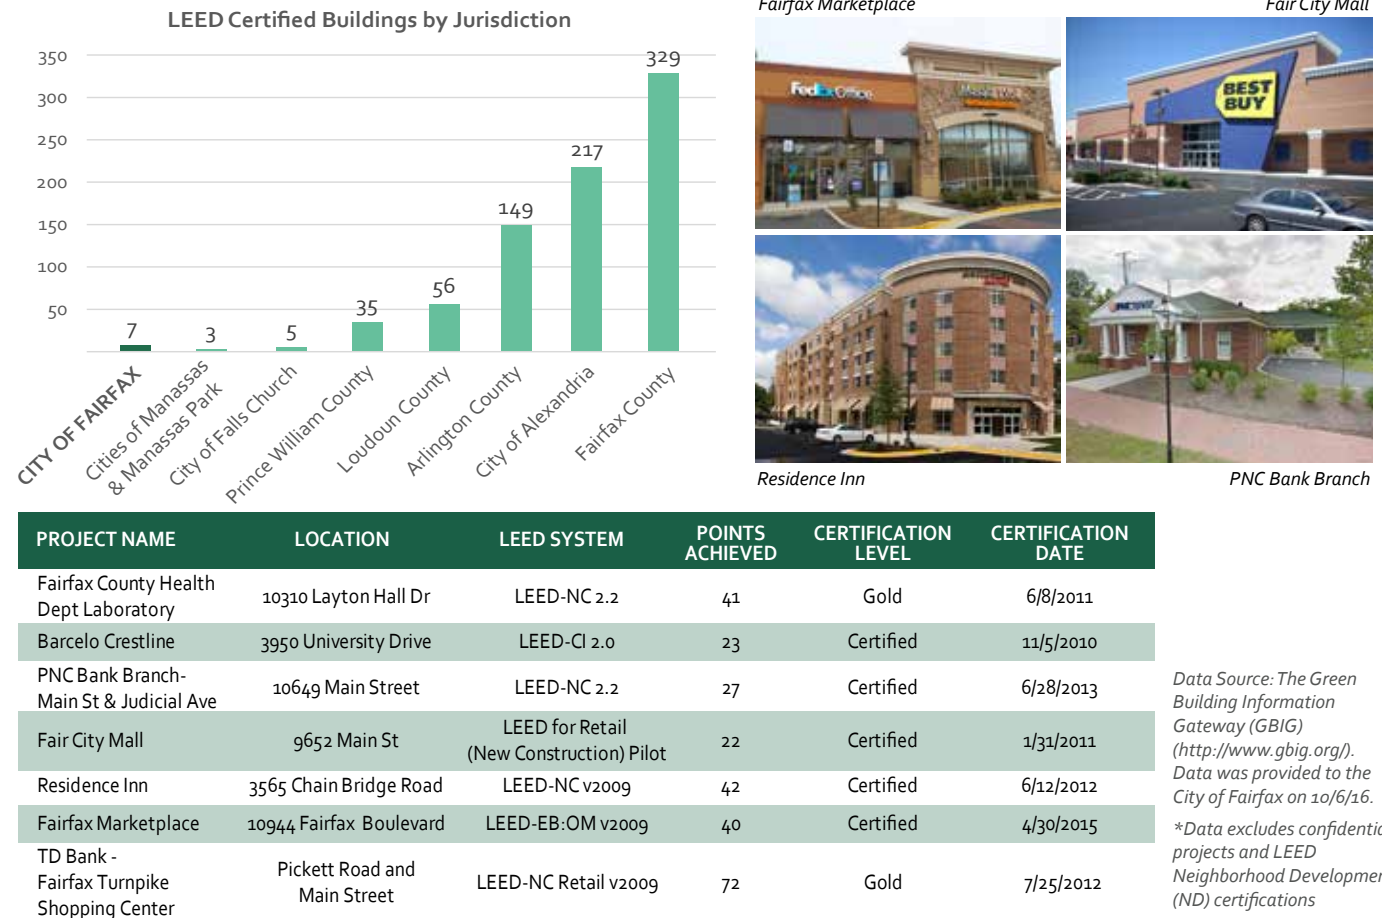 LEED Certified Buildings by Jurisdiction
350
300
250
200
150
100
50
7
3
5
35
56
149
217
329
CITY OF FAIRFAX
Cities of Manassas
& Manassas Park
City of Falls Church
Prince William County
Loudoun County
Arlington County
City of Alexandria
Fairfax County
Fairfax Marketplace
Fair City Mall
FedEx Office
BEST
BUY
Residence Inn
PNC Bank Branch
PROJECT NAME LOCATION LEED SYSTEM POINTS ACHIEVED CERTIFICATION LEVEL CERTIFICATION DATE
Fairfax County Health
Dept Laboratory
10310 Layton Hall Dr LEED-NC 2.2 41 Gold 6/8/2011
Barcelo Crestline 3950 University Drive LEED-CI 2.0 23 Certified 11/5/2010
PNC Bank Branch-
Main St & Judicial Ave
10649 Main Street LEED-NC 2.2 27 Certified 6/28/2013
Fair City Mall 9652 Main St
LEED for Retail
(New Construction) Pilot
22 Certified 1/31/2011
Residence Inn 3565 Chain Bridge Road LEED-NC v2009 42 Certified 6/12/2012
Fairfax Marketplace 10944 Fairfax Boulevard LEED-EB:OM v2009 40 Certified 4/30/2015
TD Bank -
Fairfax Turnpike
Shopping Center
Pickett Road and
Main Street
LEED-NC Retail v2009 72 Gold 7/25/2012
Data Source: The Green
Building Information
Gateway (GBIG)
(http://www.gbig.org/).
Data was provided to the
City of Fairfax on 10/6/16.
*Data excludes confidentia
projects and LEED
Neighborhood Developmen
(ND) certifications